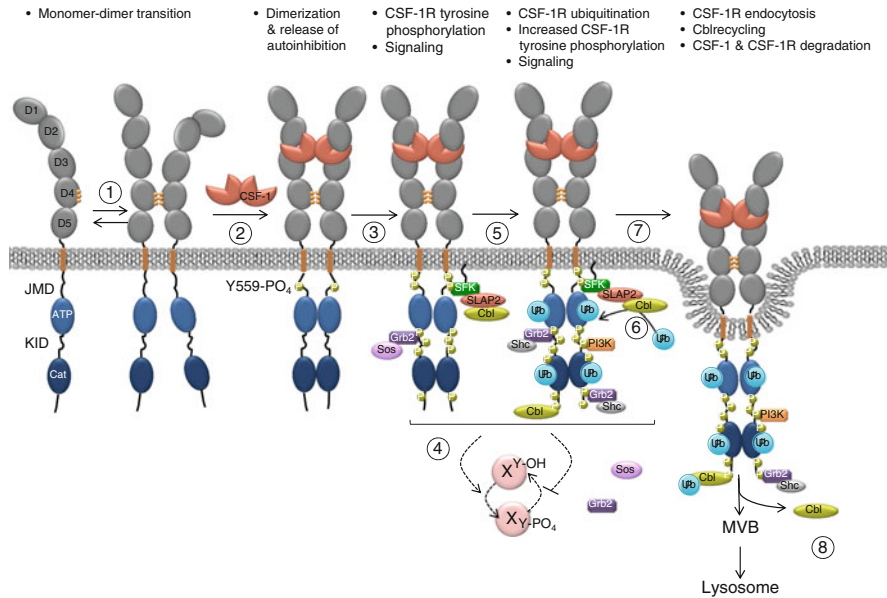 • Monomer-dimer transition
• Dimerization
& release of
autoinhibition
• CSF-1R tyrosine
phosphorylation
• Signaling
• CSF-1R ubiquitination
• Increased CSF-1R
tyrosine phosphorylation
• Signaling
• CSF-1R endocytosis
• Cblrecycling
• CSF-1 & CSF-1R degradation
D1
D2
D3
D4
D5
1
CSF-1
2
3
5
7
JMD
ATP
KID
Cat
Y559-PO4
P
SFK
SLAP2
Cbl
Grb2
Sos
SFK
SLAP2
Cbl
6
Ub
Ub
Ub
Grb2
Shc
PI3K
Ub
Ub
Grb2
Shc
Cbl
4
X Y-OH
X Y-PO4
Sos
Grb2
Ub
Ub
PI3K
Ub
Ub
Cbl
Ub
Grb2
Shc
Cbl
MVB
8
Lysosome